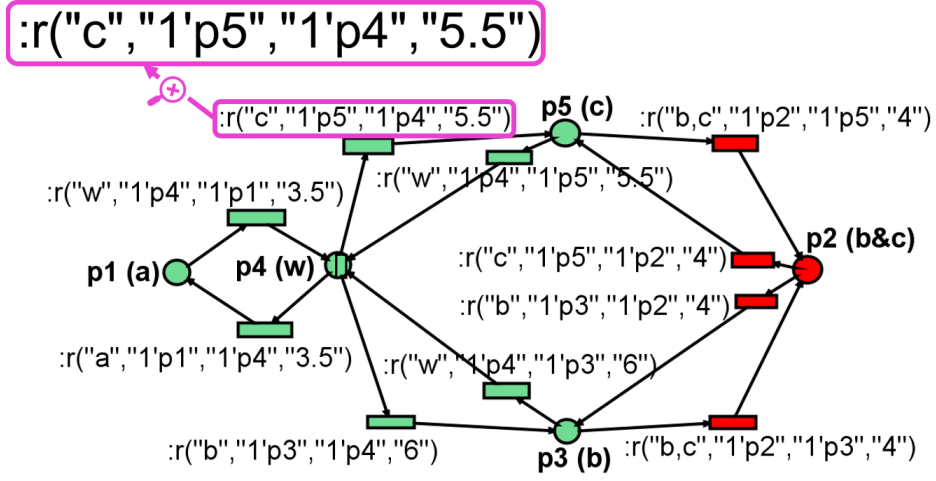 :r("c","1'p5","1'p4","5.5")
:r("c","1'p5","1'p4","5.5")
p5 (c)
:r("b,c","1'p2","1'p5","4")
:r("w","1'p4","1'p5","5.5")
:r("w","1'p4","1'p1","3.5")
p2 (b&c)
p1 (a)
p4 (w)
:r("c","1'p5","1'p2","4")
:r("b","1'p3","1'p2","4")
:r("a","1'p1","1'p4","3.5")
:r("w","1'p4","1'p3","6")
:r("b","1'p3","1'p4","6")
p3 (b)
:r("b,c","1'p2","1'p3","4")